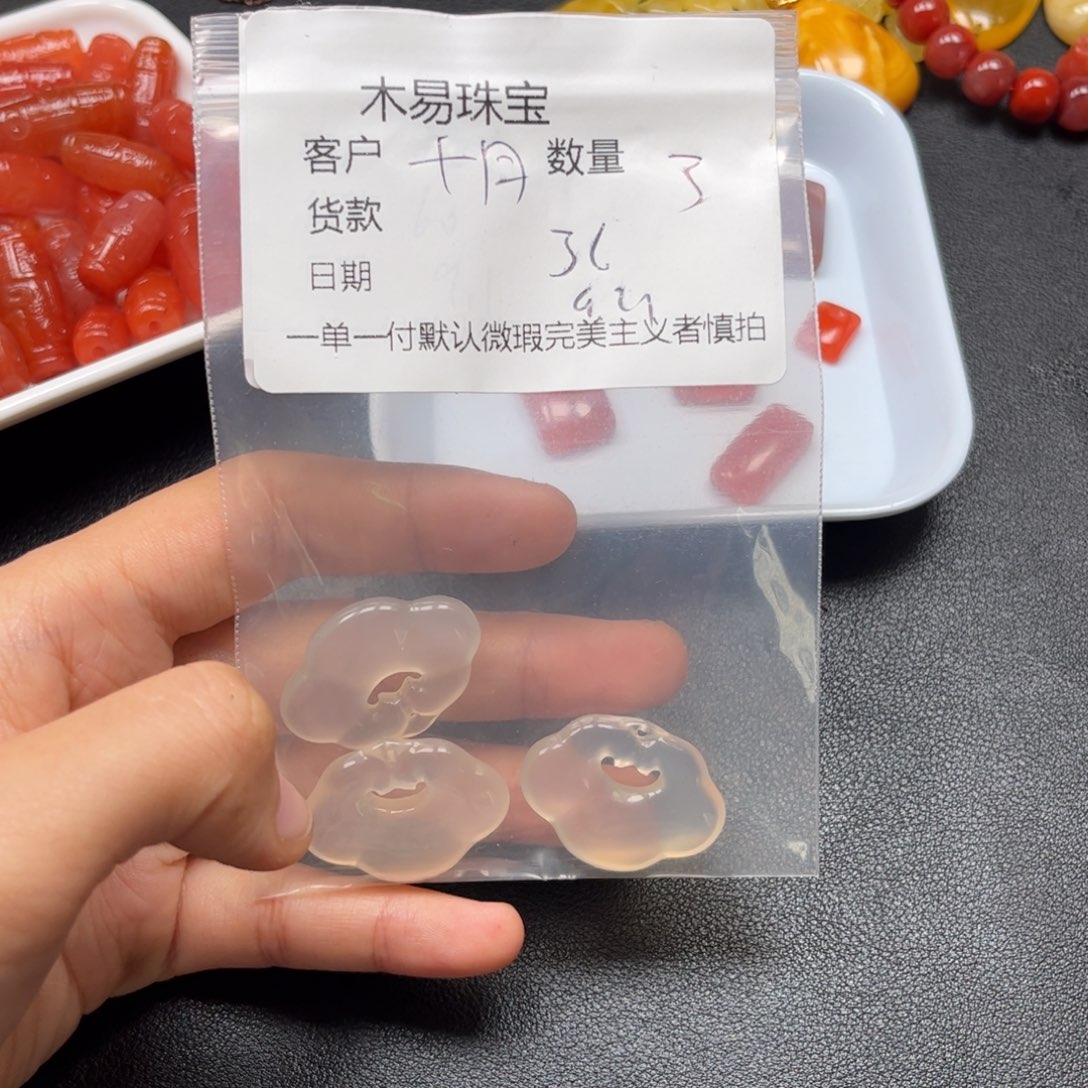 木易珠宝
客户 十月 数量 3
货款 36
日期
一单一付默认微瑕完美主义者慎拍